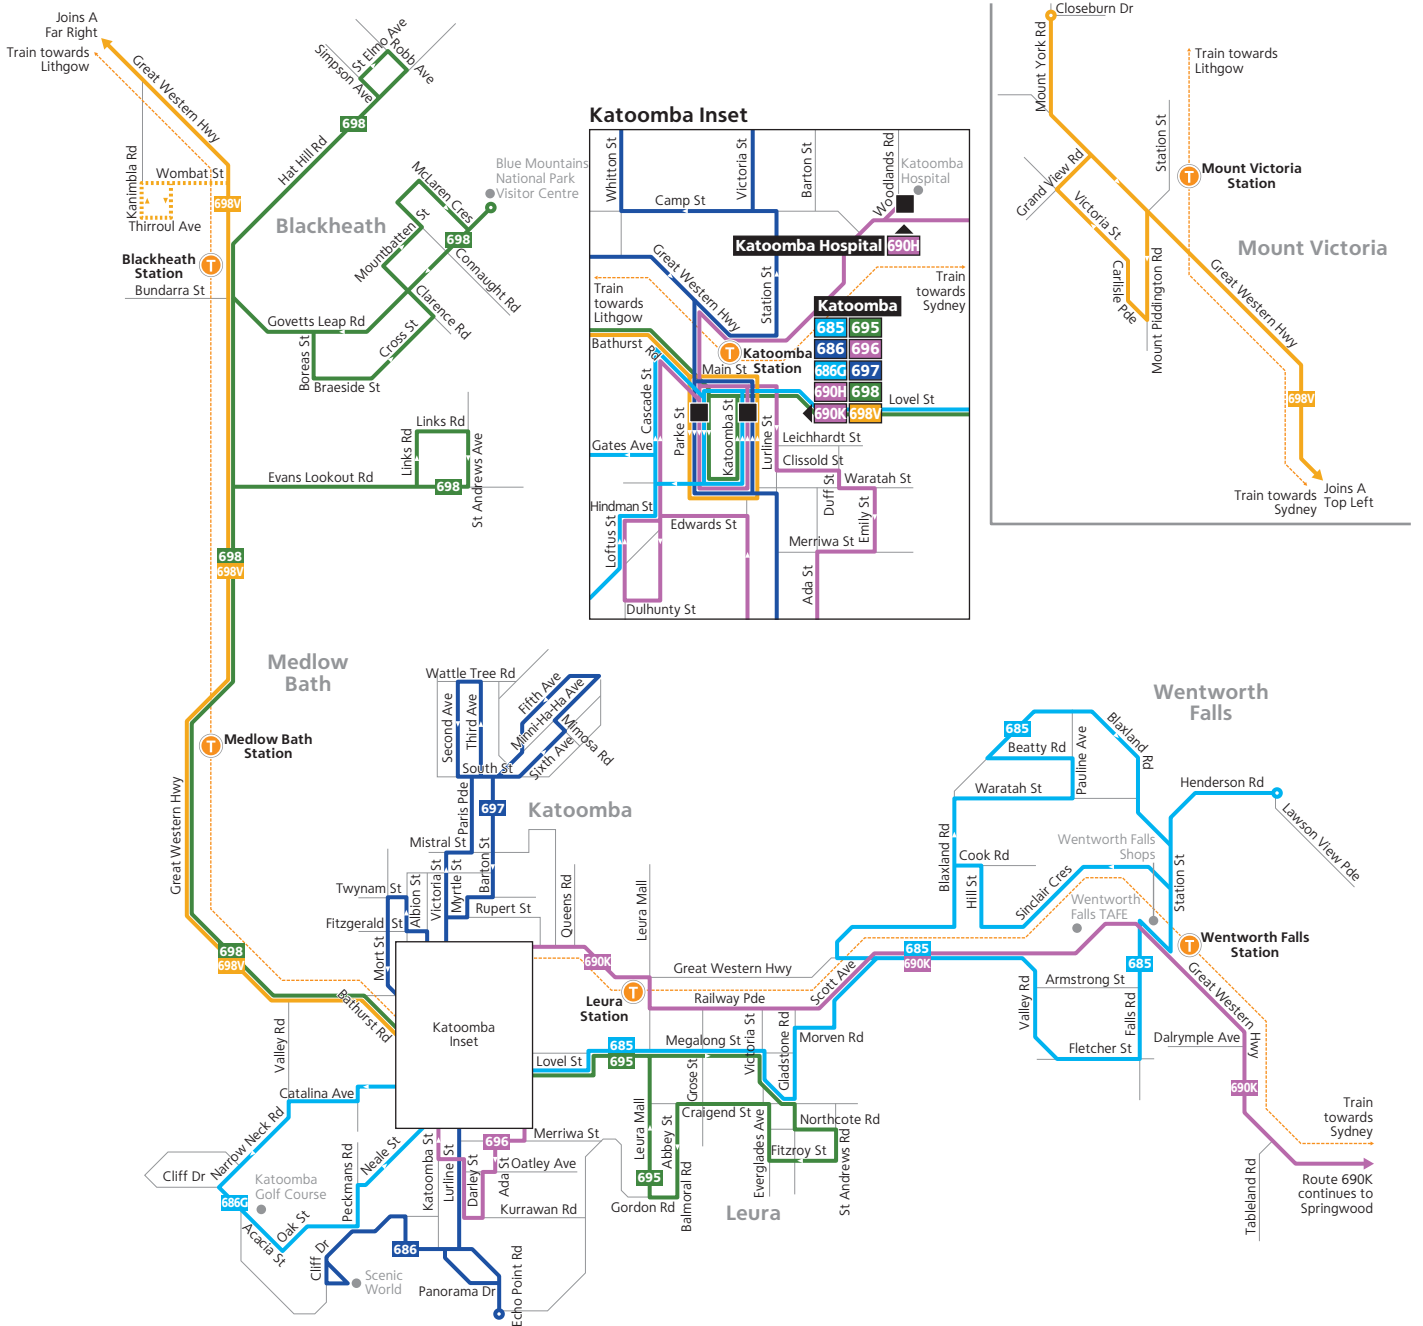 Joins A
Far Right
Train towards
Lithgow
Great Western Hwy
Kanimbla Rd
Wombat St
Thirroul Ave
698V
Blackheath
Station
T
Bundarra St
Simpson Ave
St Elmo Ave
Robb Ave
698
Hat Hill Rd
Blackheath
McLaren Cres
Blue Mountains
National Park
Visitor Centre
Mountbatten St
698
Connaught Rd
Clarence Rd
Govetts Leap Rd
Cross St
Boreas St
Braeside St
Links Rd
Links Rd
Evans Lookout Rd
698
St Andrews Ave
698
698V
Katoomba Inset
Whitton St
Victoria St
Barton St
Woodlands Rd
Katoomba
Hospital
Camp St
Katoomba Hospital
690H
Great Western Hwy
Station St
Train
towards
Lithgow
Train
towards
Sydney
Bathurst
Rd
T
Katoomba
Station
Main St
Katoomba
685
695
686
696
686G
697
690H
698
690K
698V
Lovel St
Cascade St
Parke St
Katoomba St
Lurline St
Gates Ave
Leichhardt St
Clissold St
Waratah St
Duff St
Emily St
Hindman St
Edwards St
Loftus St
Merriwa St
Ada St
Dulhunty St
Closeburn Dr
Mount York Rd
Train towards
Lithgow
Station St
T
Mount Victoria
Station
Grand View Rd
Victoria St
Carlisle Pde
Mount Piddington Rd
Mount Victoria
Great Western Hwy
698V
Train towards
Sydney
Joins A
Top Left
Medlow
Bath
T
Medlow Bath
Station
Great Western Hwy
698
698V
Bathurst Rd
Valley Rd
Wattle Tree Rd
Second Ave
Third Ave
Fifth Ave
Minni-Ha-Ha Ave
Mimosa Rd
Sixth Ave
South St
697
Katoomba
Paris Pde
Mistral St
Barton St
Twynam St
Albion St
Victoria St
Myrtle St
Rupert St
Fitzgerald St
Mort St
Queens Rd
Leura Mall
690K
Great Western Hwy
Railway Pde
T
Leura
Station
Katoomba
Inset
Lovel St
685
695
Megalong St
Victoria St
Gladstone Rd
Morven Rd
Scott Ave
685
690K
Grose St
Craigend St
Northcote Rd
Fitzroy St
Everglades Ave
St Andrews Rd
Leura Mall
Abbey St
Balmoral Rd
695
Gordon Rd
Leura
Wentworth
Falls
685
Blaxland
Rd
Beatty Rd
Pauline Ave
Waratah St
Henderson Rd
Lawson View Pde
Blaxland Rd
Cook Rd
Hill St
Sinclair Cres
Wentworth Falls
Shops
Station St
Wentworth
Falls TAFE
T
Wentworth Falls
Station
685
Armstrong St
Valley Rd
Falls Rd
Fletcher St
Great Western
Hwy
Dalrymple Ave
690K
Train
towards
Sydney
Tableland Rd
Route 690K
continues to
Springwood
Catalina Ave
Narrow Neck Rd
Cliff Dr
686G
Katoomba
Golf Course
Acacia St
Oak St
Peckmans Rd
Neale St
Katoomba St
Lurline St
Darley St
Ada St
696
Merriwa St
Oatley Ave
Kurrawan Rd
686
Cliff Dr
Scenic
World
Panorama Dr
Echo Point Rd